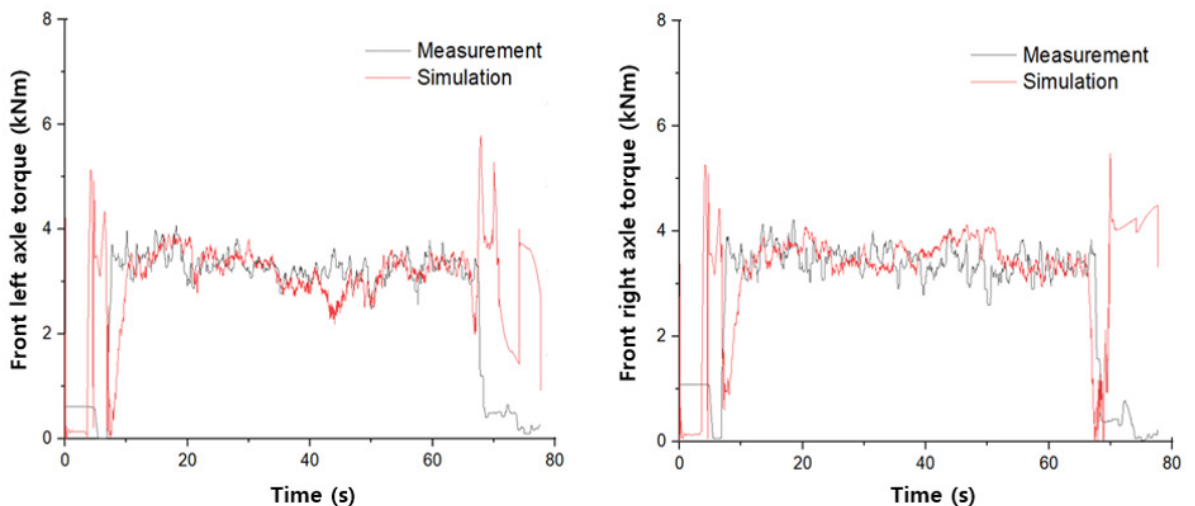 Front left axle torque (kNm)
8
6
4
2
0
Measurement
Simulation
0 20 40 60 80
Time (s)
Front right axle torque (kNm)
8
6
4
2
0
Measurement
Simulation
0 20 40 60 80
Time (s)